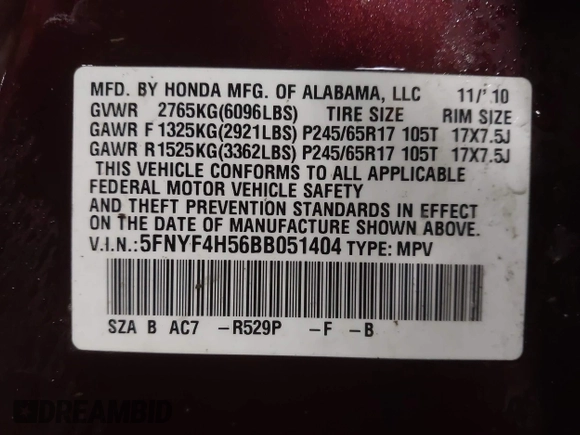 MFD. BY HONDA MFG. OF ALABAMA, LLC 11/'10
GVWR 2765KG(6096LBS) TIRE SIZE RIM SIZE
GAWR F 1325KG(2921LBS) P245/65R17 105T 17X7.5J
GAWR R1525KG(3362LBS) P245/65R17 105T 17X7.5J
THIS VEHICLE CONFORMS TO ALL APPLICABLE
FEDERAL MOTOR VEHICLE SAFETY
AND THEFT PREVENTION STANDARDS IN EFFECT
ON THE DATE OF MANUFACTURE SHOWN ABOVE.
V.I.N.:5FNYF4H56BB051404 TYPE: MPV
SZA B AC7 -R529P -F -B
DREAMBID